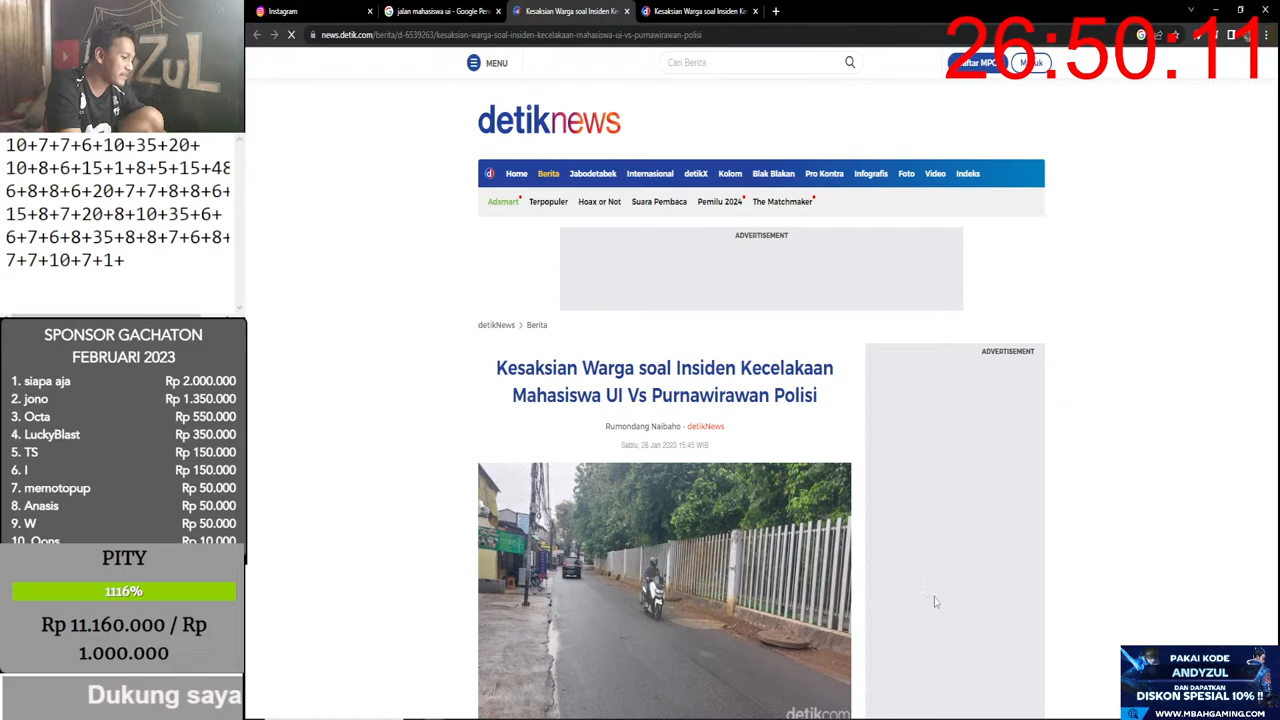 Instagram
jalan mahasiswa ui - Google Pen
Kesaksian Warga Soal Insiden Ke
Kesaksian Warga Soal Insiden Ke
news.detik.com/berita/d-6539263/kesaksian-warga-soal-insiden-kecelakaan-mahasiswa-ui-vs-purnawirawan-polisi
26:50:11
MENU
Cari Berita
MPC
detiknews
Home Berita Jabodetabek Internasional detikX Kolom Blak Blakan Pro Kontra Infografis Foto Video Indeks
Adsmart Terpopuler Hoax or Not Suara Pembaca Pemilu 2024 The Matchmaker
ADVERTISEMENT
detikNews > Berita
ADVERTISEMENT
Kesaksian Warga soal Insiden Kecelakaan
Mahasiswa UI Vs Purnawirawan Polisi
Rumondang Naibaho - detikNews
Sabtu, 28 Jan 2023 15:45 WIB
detikcom
ZUL
10+7+7+6+10+35+20+
10+8+6+15+1+8+5+15+48
6+8+8+6+20+7+7+8+8+6+
15+8+7+20+8+10+35+6+
6+7+6+8+35+8+8+7+6+8+
7+7+10+7+1+
SPONSOR GACHATON
FEBRUARI 2023
1. siapa aja Rp 2.000.000
2. jono Rp 1.350.000
3. Octa Rp 550.000
4. LuckyBlast Rp 350.000
5. TS Rp 150.000
6. I Rp 150.000
7. memotopup Rp 50.000
8. Anasis Rp 50.000
9. W Rp 50.000
10. Oons Rp 10.000
PITY
1116%
Rp 11.160.000 / Rp
1.000.000
Dukung saya
PAKAI KODE
ANDYZUL
DAN DAPATKAN
DISKON SPESIAL 10% !!
WWW.MBAHGAMING.COM